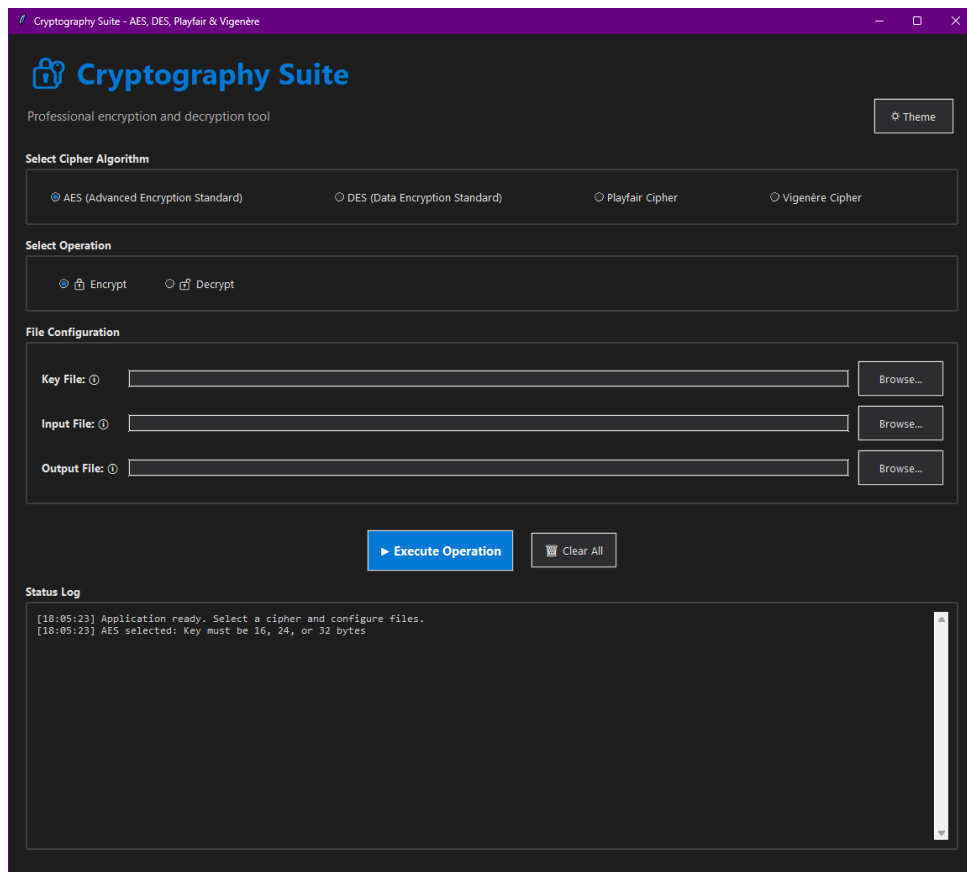 Cryptography Suite - AES, DES, Playfair & Vigenère
Cryptography Suite
Professional encryption and decryption tool
Theme
Select Cipher Algorithm
AES (Advanced Encryption Standard) DES (Data Encryption Standard) Playfair Cipher Vigenère Cipher
Select Operation
Encrypt Decrypt
File Configuration
Key File: Browse...
Input File: Browse...
Output File: Browse...
Execute Operation Clear All
Status Log
[18:05:23] Application ready. Select a cipher and configure files.
[18:05:23] AES selected: Key must be 16, 24, or 32 bytes